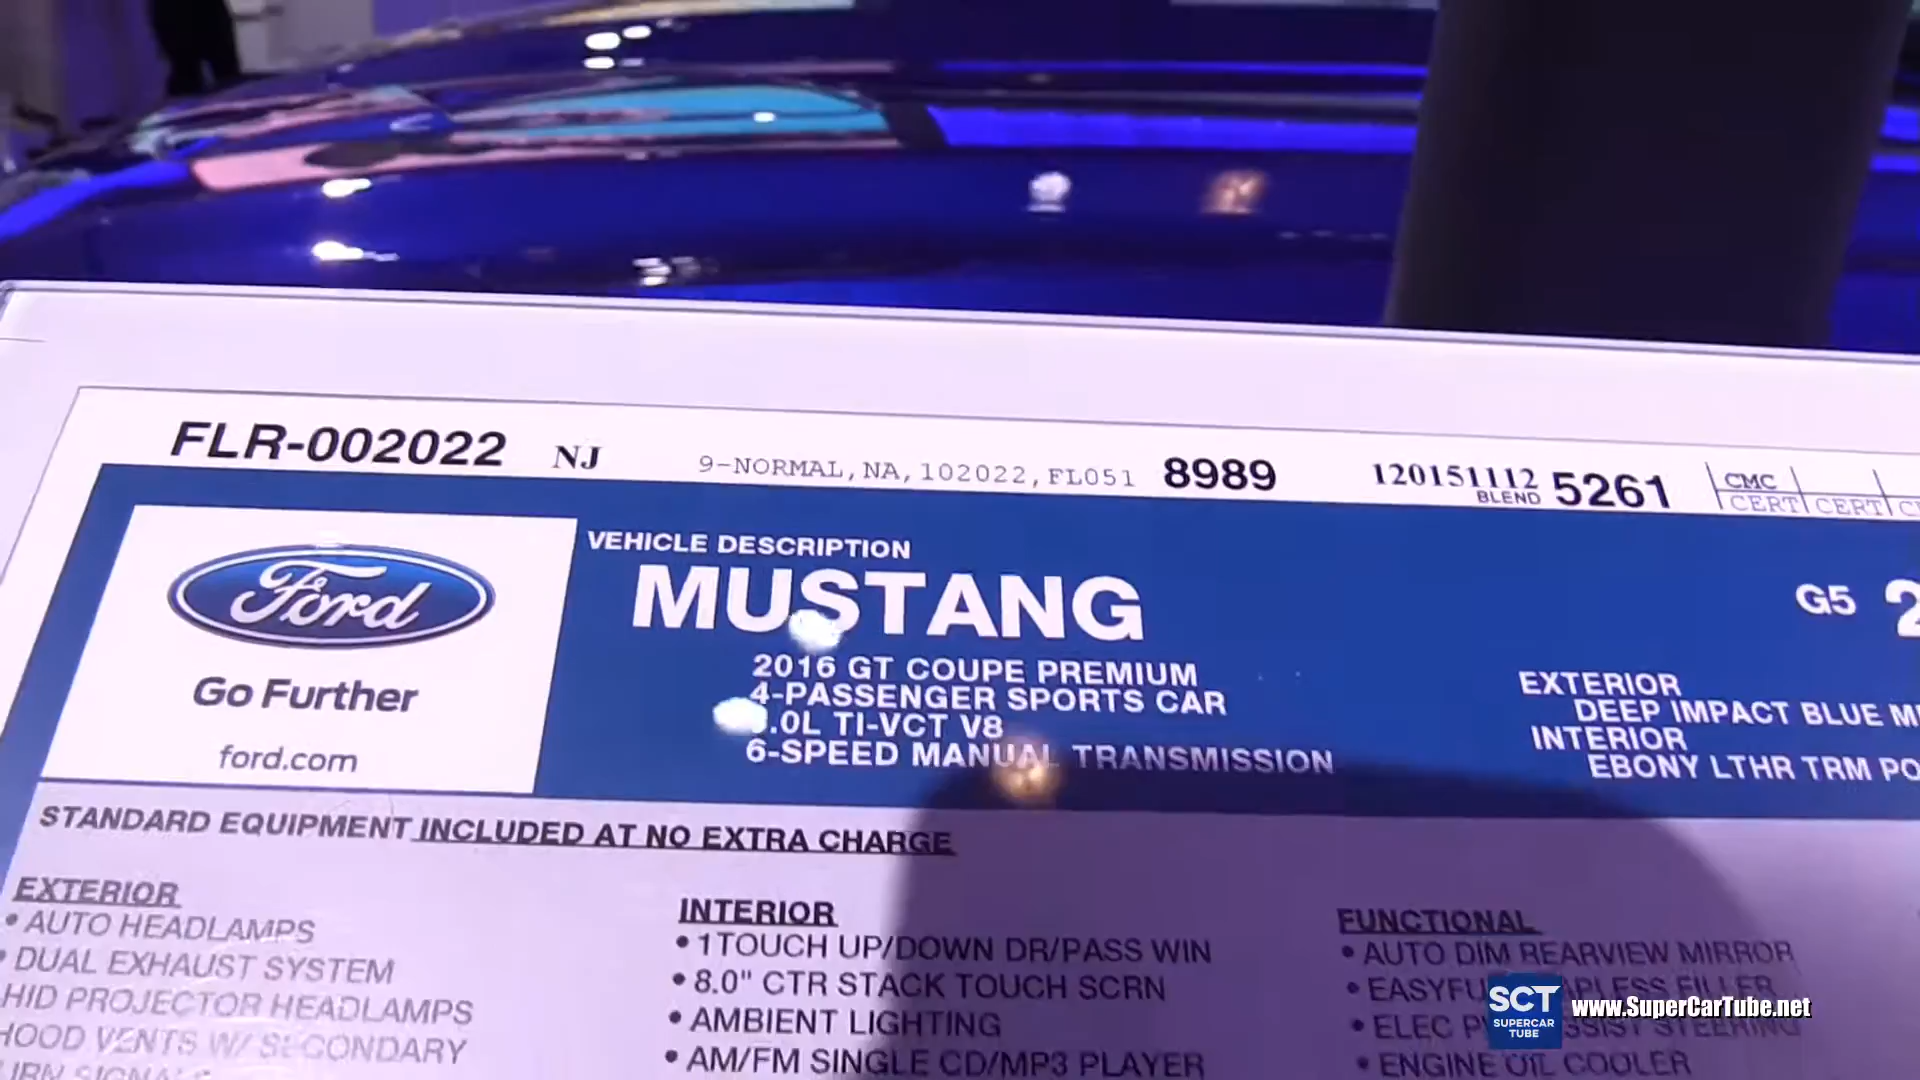 FLR-002022 NJ 9-NORMAL,NA,102022,FL051 8989 120151112 BLEND 5261 CMC
CERT CERT
Ford
Go Further
ford.com
VEHICLE DESCRIPTION
MUSTANG
2016 GT COUPE PREMIUM
4-PASSENGER SPORTS CAR
.0L TI-VCT V8
6-SPEED MANUAL TRANSMISSION
G5
EXTERIOR
DEEP IMPACT BLUE
INTERIOR
EBONY LTHR TRM
STANDARD EQUIPMENT INCLUDED AT NO EXTRA CHARGE
EXTERIOR
• AUTO HEADLAMPS
• DUAL EXHAUST SYSTEM
HID PROJECTOR HEADLAMPS
HOOD VENTS W/ SECONDARY
INTERIOR
• 1TOUCH UP/DOWN DR/PASS WIN
• 8.0" CTR STACK TOUCH SCRN
• AMBIENT LIGHTING
• AM/FM SINGLE CD/MP3 PLAYER
FUNCTIONAL
• AUTO DIM REARVIEW MIRROR
• FILLER
• ELEC STEERING
• ENGINE OIL COOLER
SCT
SUPERCAR
TUBE
www.SuperCarTube.net